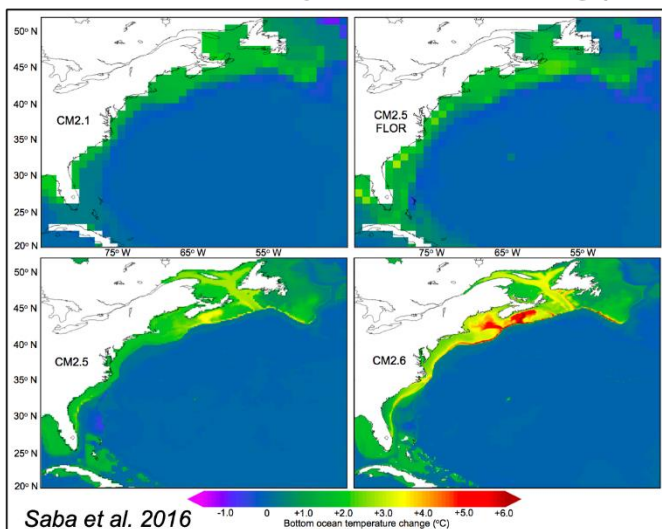 50° N
45° N
40° N
35° N
30° N
25° N
20° N
CM2.1
CM2.5
FLOR
75° W 65° W 55° W 75° W 65° W 55° W
50° N
45° N
40° N
35° N
30° N
25° N
20° N
CM2.5
CM2.6
-1.0 0 +1.0 +2.0 +3.0 +4.0 +5.0 +6.0
Bottom ocean temperature change (°C)
Saba et al. 2016